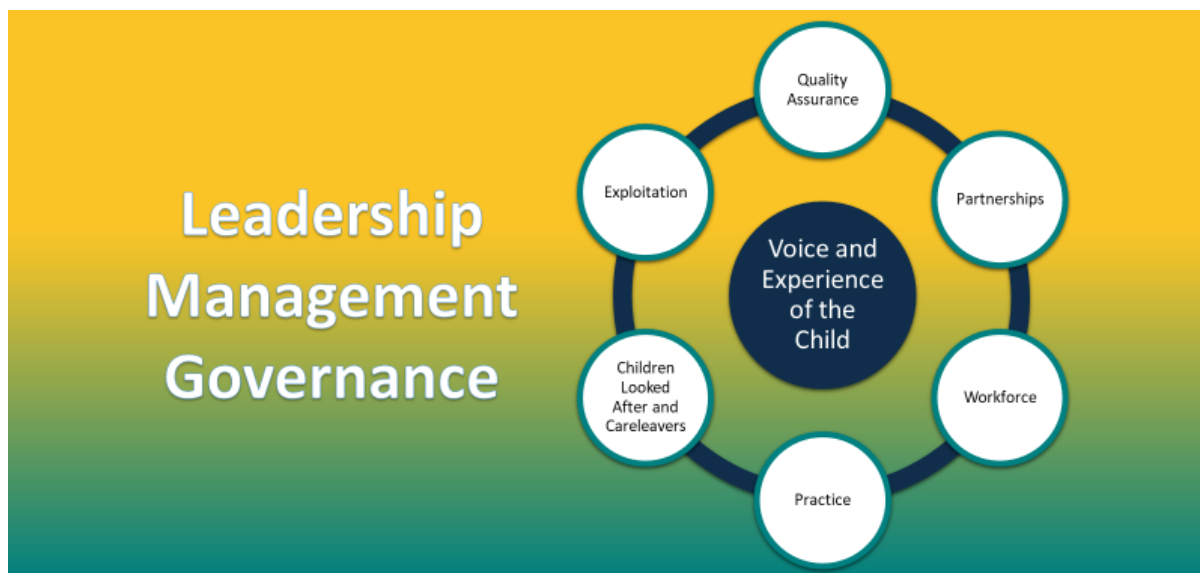 Leadership
Management
Governance
Quality
Assurance
Partnerships
Workforce
Practice
Children
Looked
After and
Careleavers
Exploitation
Voice and
Experience
of the
Child